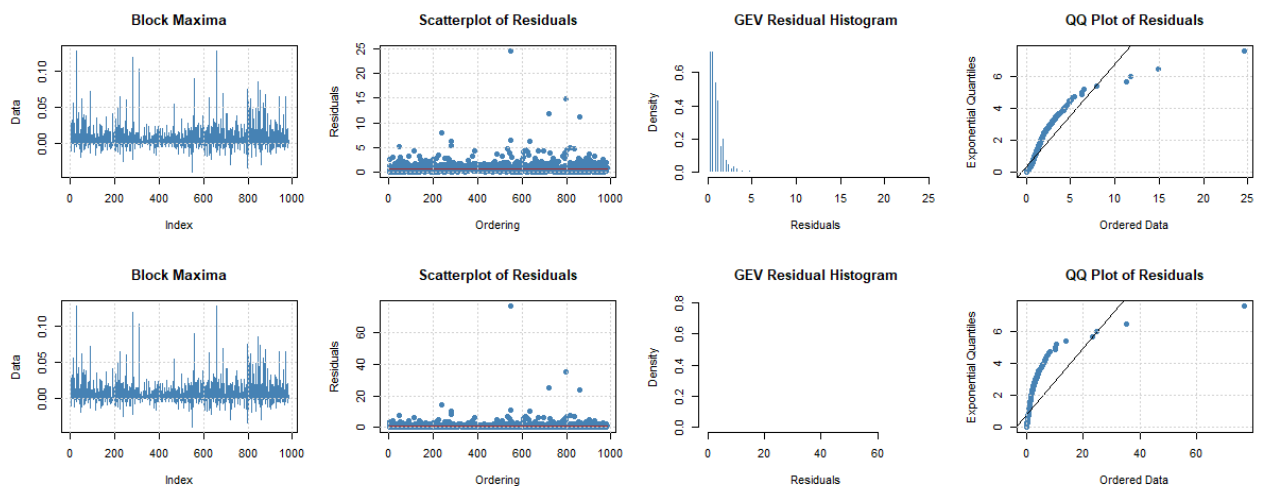 Block Maxima
Data
0.00 0.05 0.10
0 200 400 600 800 1000
Index
Scatterplot of Residuals
Residuals
0 5 10 15 20 25
0 200 400 600 800 1000
Ordering
GEV Residual Histogram
Density
0.0 0.2 0.4 0.6
0 5 10 15 20 25
Residuals
QQ Plot of Residuals
Exponential Quantiles
0 2 4 6
0 5 10 15 20 25
Ordered Data
Block Maxima
Data
0.00 0.05 0.10
0 200 400 600 800 1000
Index
Scatterplot of Residuals
Residuals
0 20 40 60
0 200 400 600 800 1000
Ordering
GEV Residual Histogram
Density
0.0 0.2 0.4 0.6 0.8
0 20 40 60
Residuals
QQ Plot of Residuals
Exponential Quantiles
0 2 4 6
0 20 40 60
Ordered Data